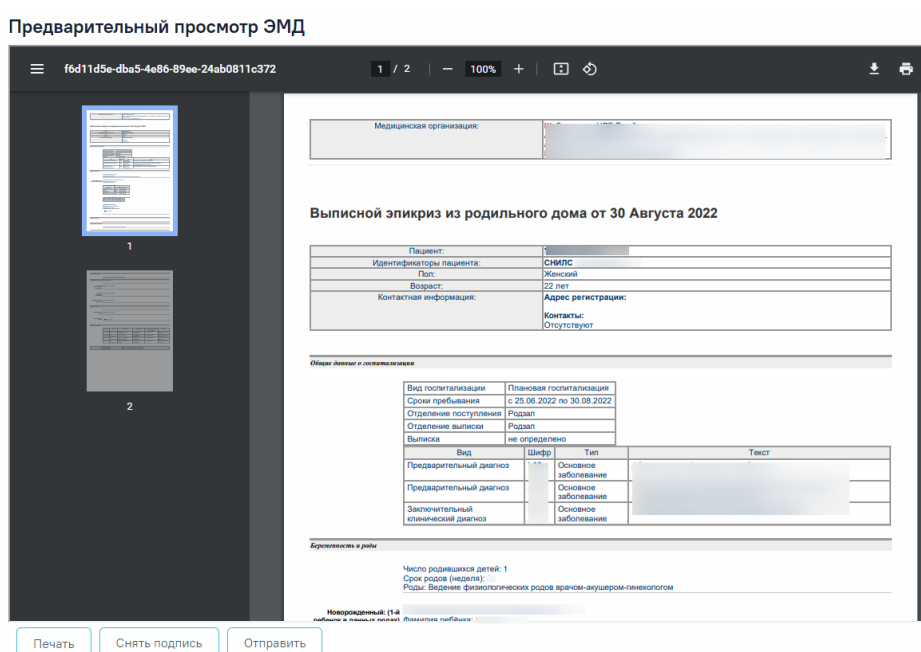 Предварительный просмотр ЭМД
f6d11d5e-dba5-4e86-89ee-24ab0811c372
1 / 2
100%
1
2
Медицинская организация:
Выписной эпикриз из родильного дома от 30 Августа 2022
Пациент:
Идентификаторы пациента: СНИЛС
Пол: Женский
Возраст: 22 лет
Контактная информация: Адрес регистрации:
Контакты:
Отсутствуют
Общие данные о госпитализации
Вид госпитализации Плановая госпитализация
Сроки пребывания с 25.06.2022 по 30.08.2022
Отделение поступления Родзал
Отделение выписки Родзал
Выписка не определено
Вид Шифр Тип Текст
Предварительный диагноз Основное заболевание
Предварительный диагноз Основное заболевание
Заключительный клинический диагноз Основное заболевание
Беременность и роды
Число родившихся детей: 1
Срок родов (неделя):
Роды: Ведение физиологических родов врачом-акушером-гинекологом
Новорожденный: (1-й
ребенок в данных родах) Фамилия ребёнка:
Печать Снять подпись Отправить